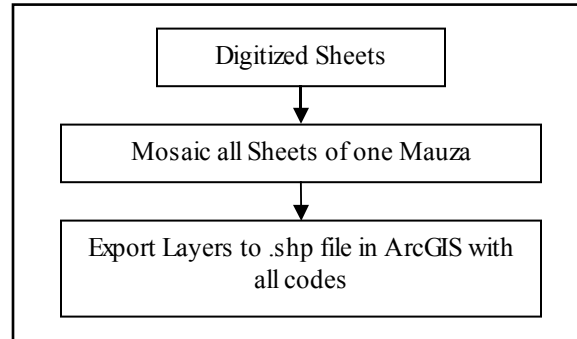 Digitized Sheets
Mosaic all Sheets of one Mauza
Export Layers to .shp file in ArcGIS with
all codes